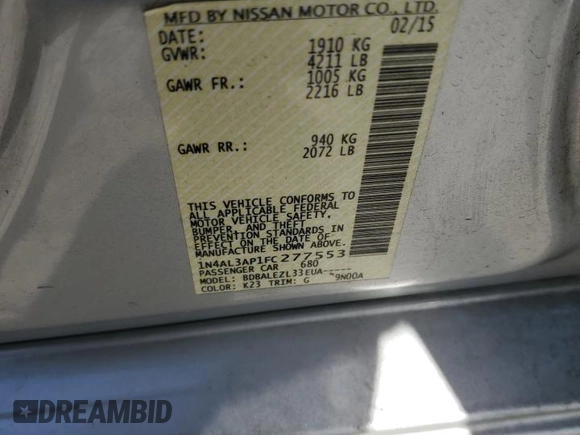 MFD BY NISSAN MOTOR CO., LTD.
DATE: 02/15
GVWR: 1910 KG
4211 LB
GAWR FR.: 1005 KG
2216 LB
GAWR RR.: 940 KG
2072 LB
THIS VEHICLE CONFORMS TO
ALL APPLICABLE FEDERAL
MOTOR VEHICLE SAFETY,
BUMPER, AND THEFT
PREVENTION STANDARDS IN
EFFECT ON THE DATE OF
MANUFACTURE SHOWN ABOVE.
1N4AL3AP1FC277553
PASSENGER CAR 680
MODEL: BDBALEZL33EUA-----
COLOR: K23 TRIM: G 9N00A
DREAMBID